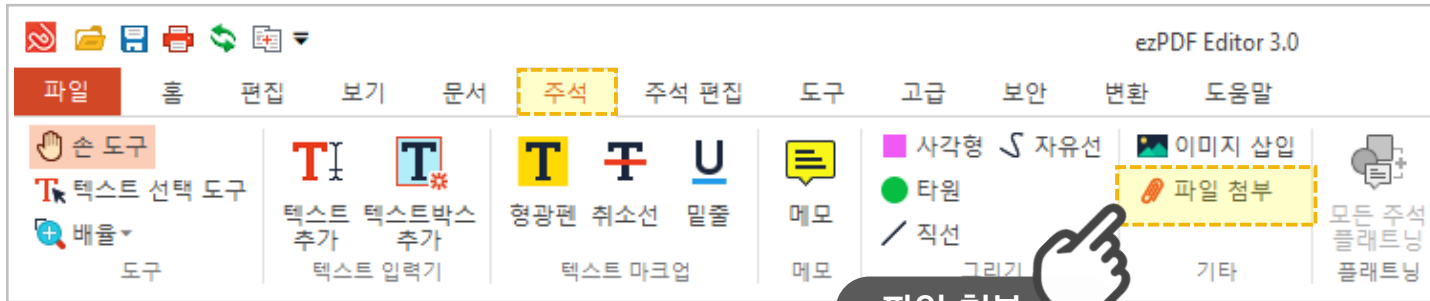 ezPDF Editor 3.0
파일 홈 편집 보기 문서 주석 주석 편집 도구 고급 보안 변환 도움말
손 도구
텍스트 선택 도구
배율
도구
텍스트
추가
텍스트박스
추가
텍스트 입력기
형광펜 취소선 밑줄
텍스트 마크업
메모
메모
사각형 자유선
타원
직선
그리기
이미지 삽입
파일 첨부
기타
모든 주석
플래트닝
플래트닝
파일 첨부